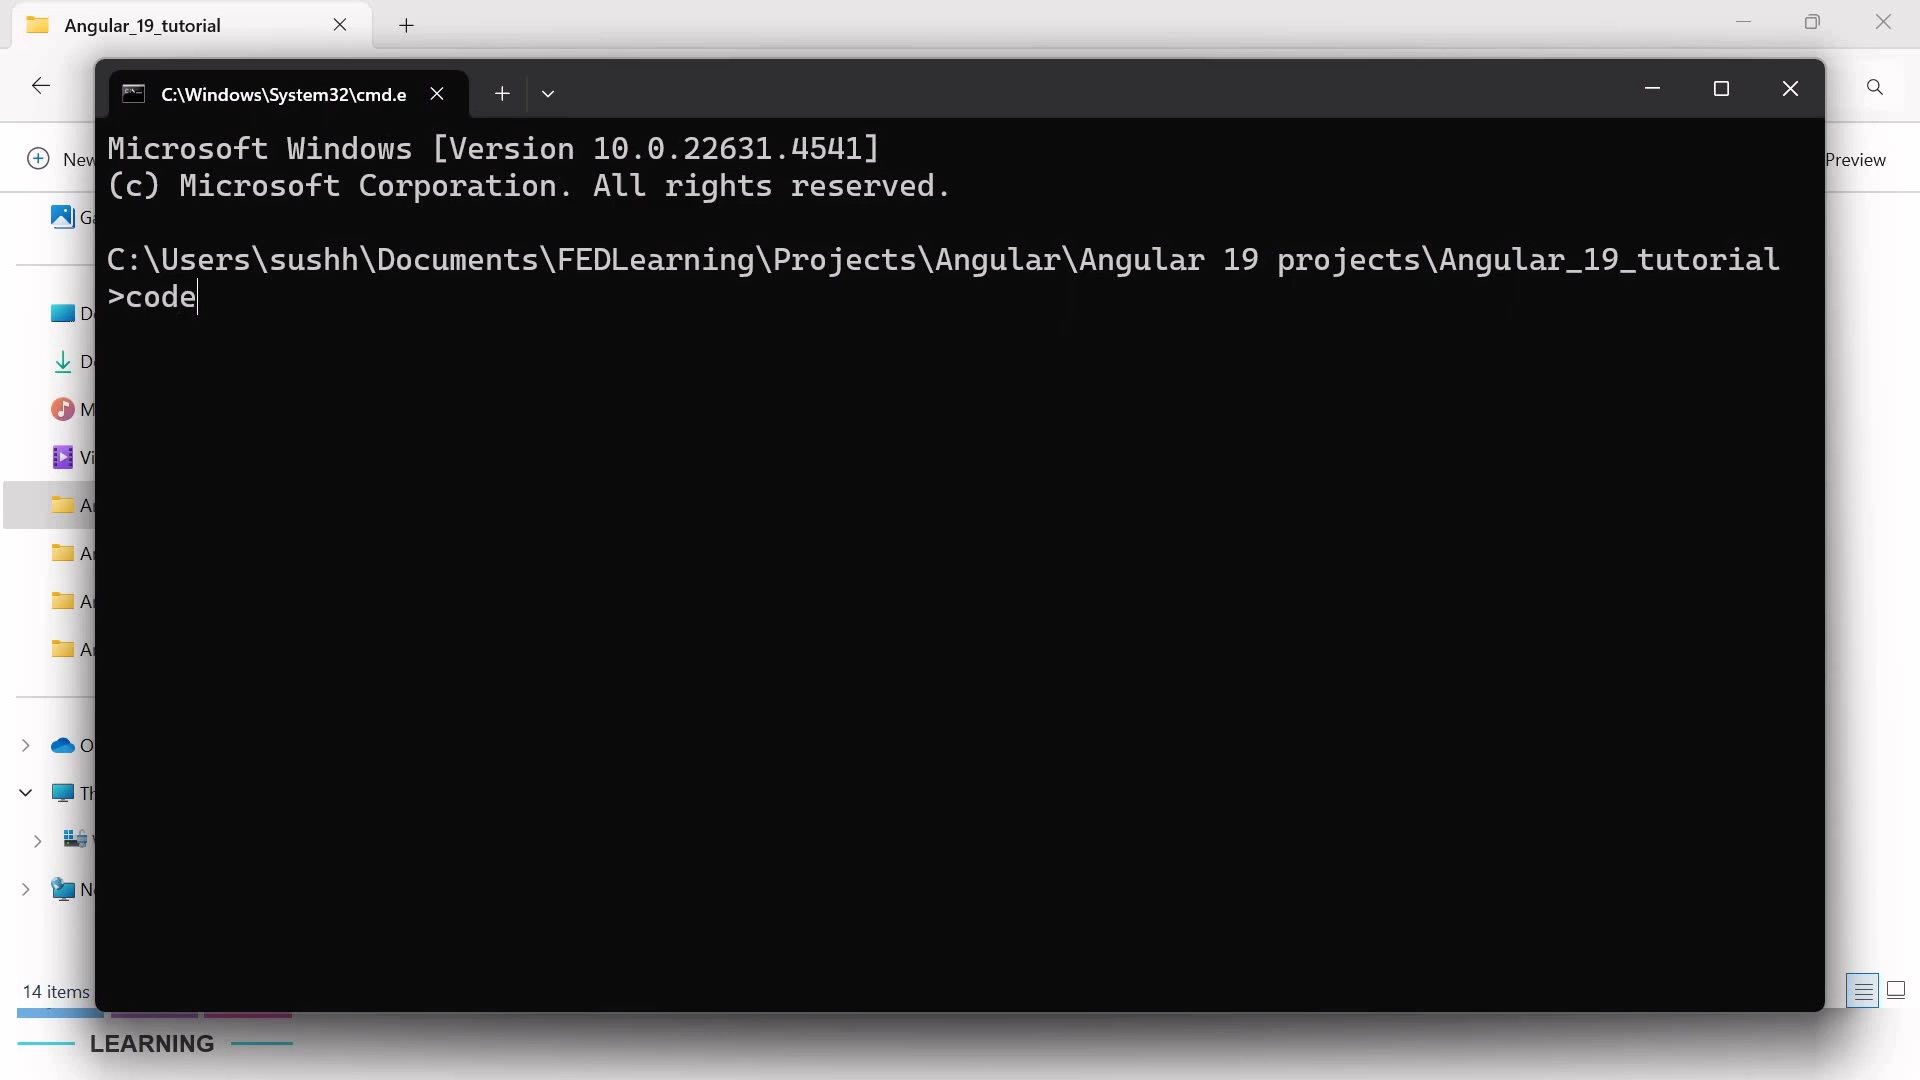 Angular_19_tutorial
C:\Windows\System32\cmd.e
New
Preview
Microsoft Windows [Version 10.0.22631.4541]
(c) Microsoft Corporation. All rights reserved.
C:\Users\sushh\Documents\FEDLearning\Projects\Angular\Angular 19 projects\Angular_19_tutorial
>code
14 items
LEARNING